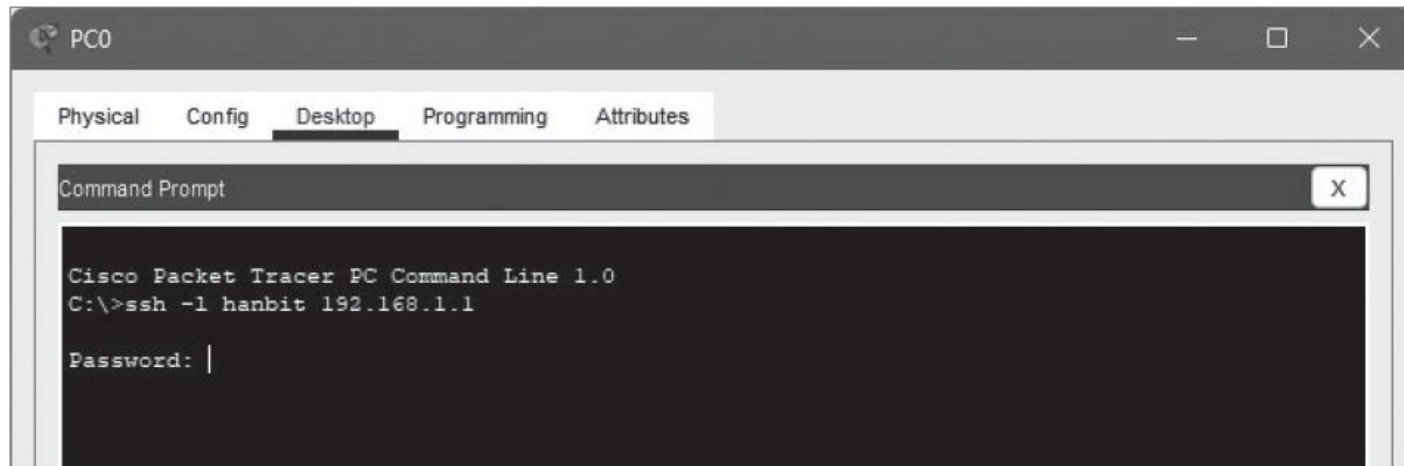 PC0
Physical Config Desktop Programming Attributes
Command Prompt
X
Cisco Packet Tracer PC Command Line 1.0
C:\>ssh -l hanbit 192.168.1.1
Password: